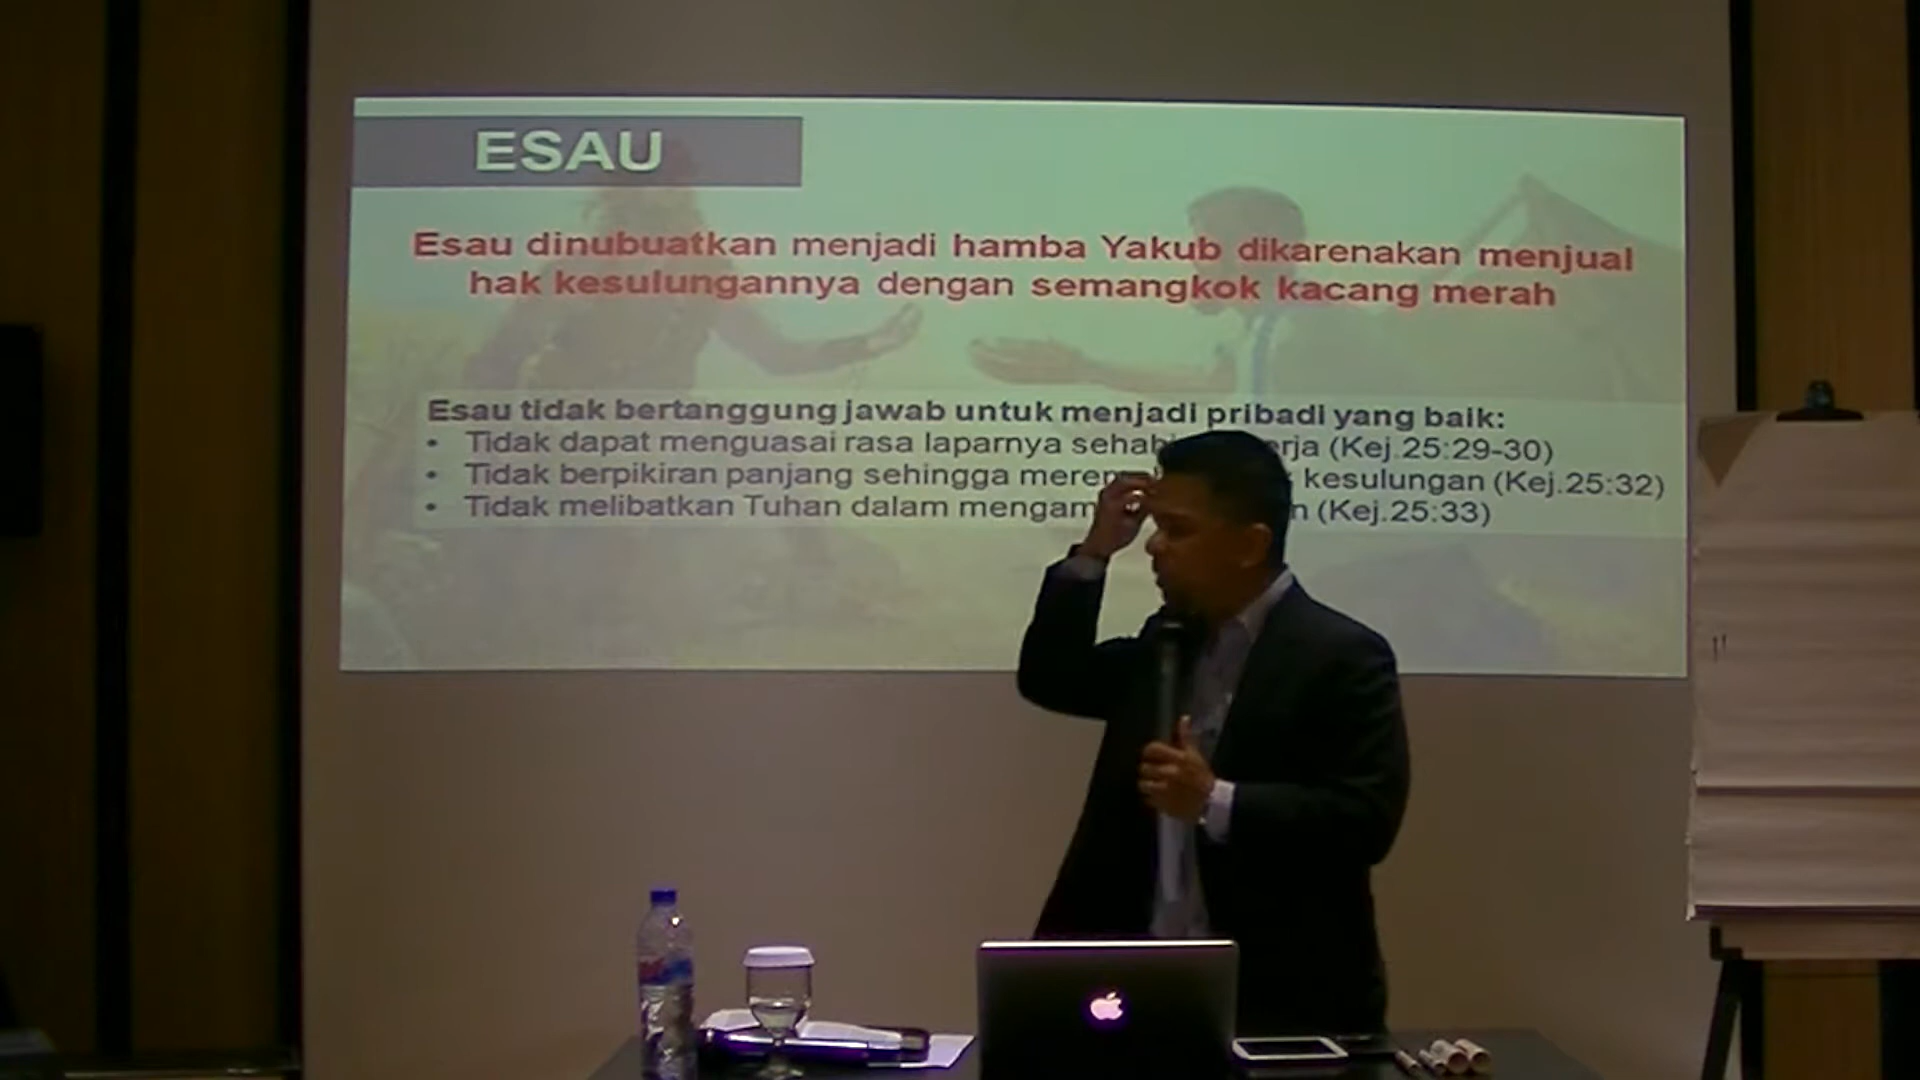 ESAU
Esau dinubuatkan menjadi hamba Yakub dikarenakan menjual
hak kesulungannya dengan semangkok kacang merah
Esau tidak bertanggung jawab untuk menjadi pribadi yang baik:
• Tidak dapat menguasai rasa laparnya (Kej.25:29-30)
• Tidak berpikiran panjang sehingga kesulungan (Kej.25:32)
• Tidak melibatkan Tuhan dalam (Kej.25:33)